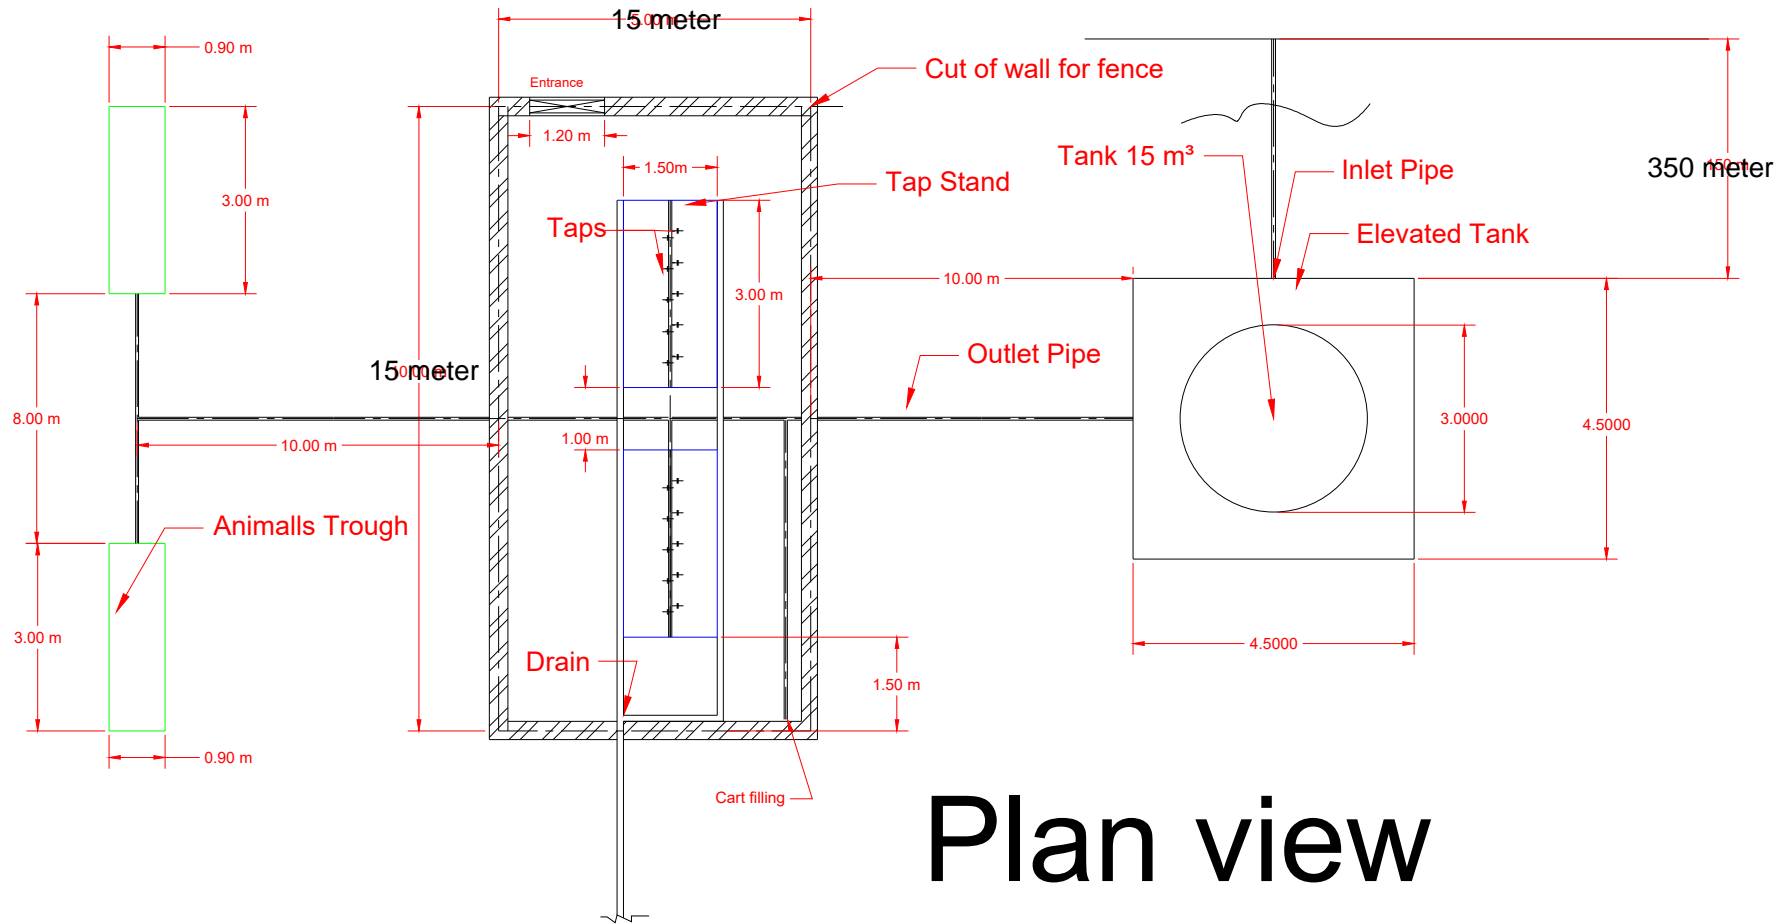 15 meter
5.00 m
0.90 m
Cut of wall for fence
Entrance
1.20 m
1.50m
Tank 15 m³
Inlet Pipe
350 meter
Tap Stand
3.00 m
Taps
Elevated Tank
10.00 m
3.00 m
Outlet Pipe
15 meter
8.00 m
3.0000
4.5000
1.00 m
10.00 m
Animalls Trough
3.00 m
4.5000
Drain
1.50 m
0.90 m
Cart filling
Plan view